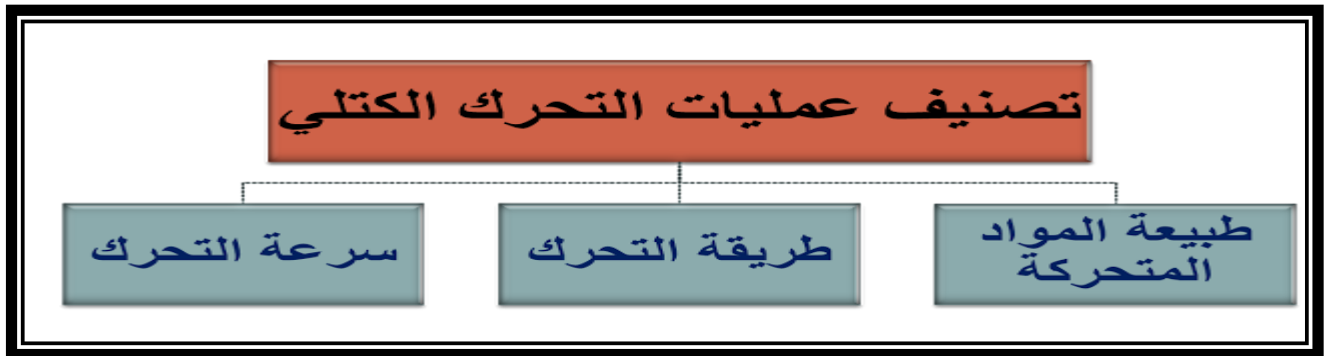 تصنيف عمليات التحرك الكتلي
طبيعة المواد
المتحركة
طريقة التحرك
سرعة التحرك